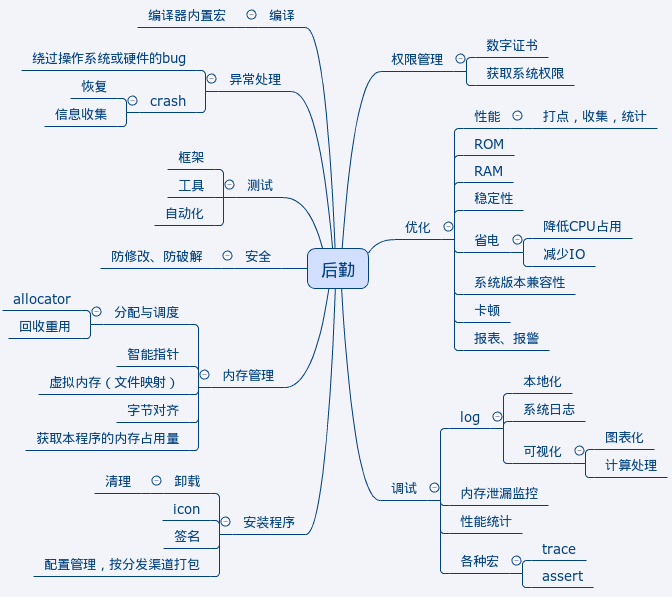 后勤
编译
编译器内置宏
异常处理
绕过操作系统或硬件的bug
crash
恢复
信息收集
测试
框架
工具
自动化
安全
防修改、防破解
内存管理
分配与调度
allocator
回收重用
智能指针
虚拟内存（文件映射）
字节对齐
获取本程序的内存占用量
安装程序
卸载
清理
icon
签名
配置管理，按分发渠道打包
权限管理
数字证书
获取系统权限
优化
性能
打点，收集，统计
ROM
RAM
稳定性
省电
降低CPU占用
减少IO
系统版本兼容性
卡顿
报表、报警
调试
log
本地化
系统日志
可视化
图表化
计算处理
内存泄漏监控
性能统计
各种宏
trace
assert